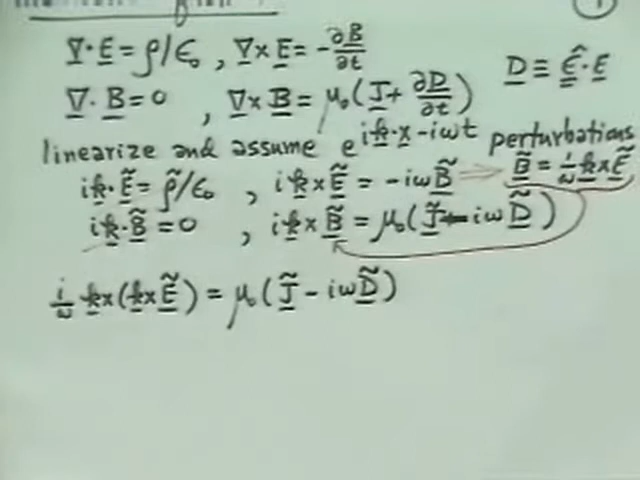 ∇·E = ρ/ϵ₀ , ∇×E = -∂B/∂t
D ≡ ϵ̂·E
∇·B = 0 , ∇×B = μ₀(J + ∂D/∂t)
linearize and assume e^{ik·x-iωt} perturbations
ik·Ẽ = ρ̃/ϵ₀ , ik×Ẽ = -iωB̃ ⇒ B̃ = 1/ω k×Ẽ
ik·B̃ = 0 , ik×B̃ = μ₀(J̃ - iωD̃)
i/ω k×(k×Ẽ) = μ₀(J̃ - iωD̃)